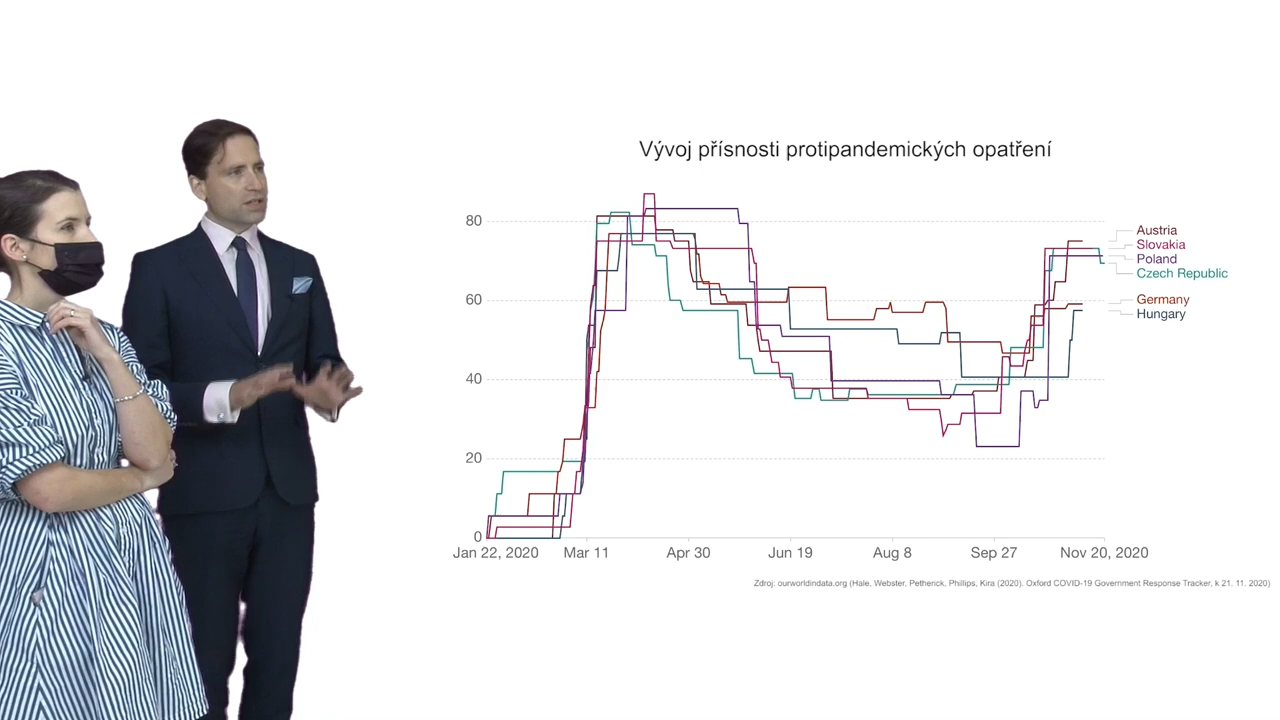 Vývoj přísnosti protipandemických opatření
80
60
40
20
0
Jan 22, 2020
Mar 11
Apr 30
Jun 19
Aug 8
Sep 27
Nov 20, 2020
Austria
Slovakia
Poland
Czech Republic
Germany
Hungary
Zdroj: ourworldindata.org (Hale, Webster, Petherick, Phillips, Kira (2020). Oxford COVID-19 Government Response Tracker, k 21. 11. 2020)